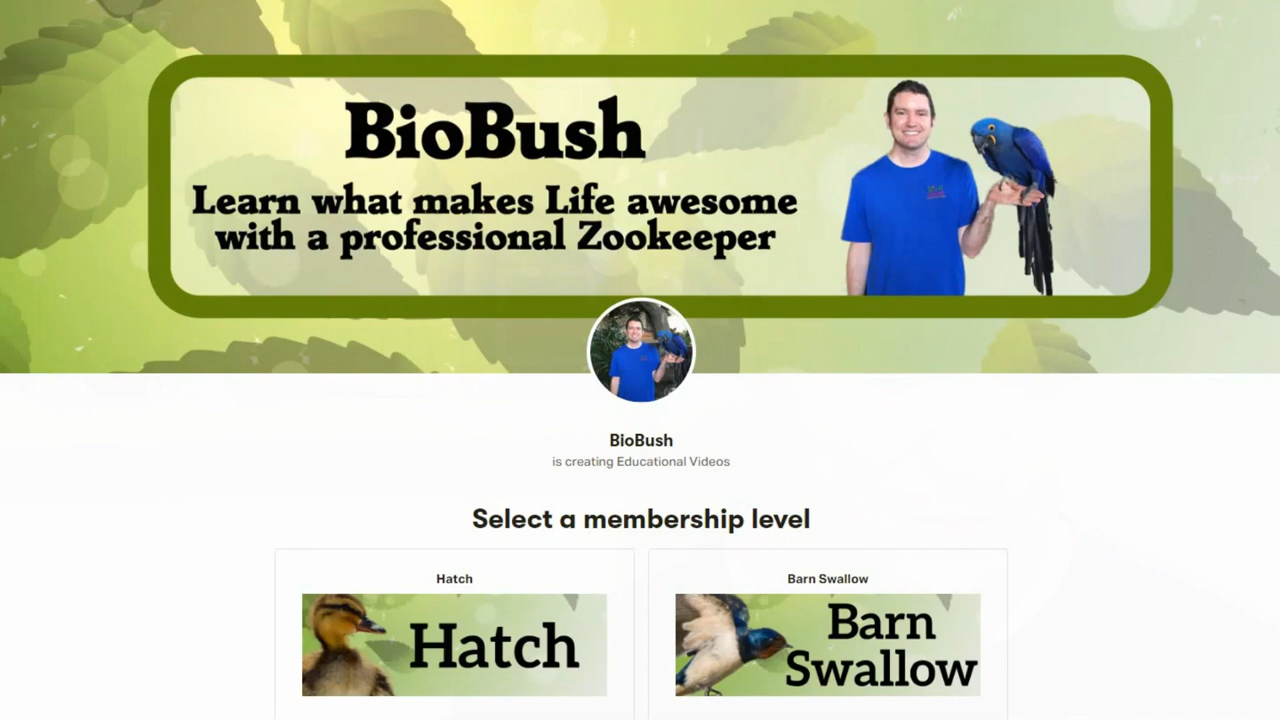 BioBush
Learn what makes Life awesome
with a professional Zookeeper
BioBush
is creating Educational Videos
Select a membership level
Hatch
Barn Swallow
Hatch
Barn
Swallow